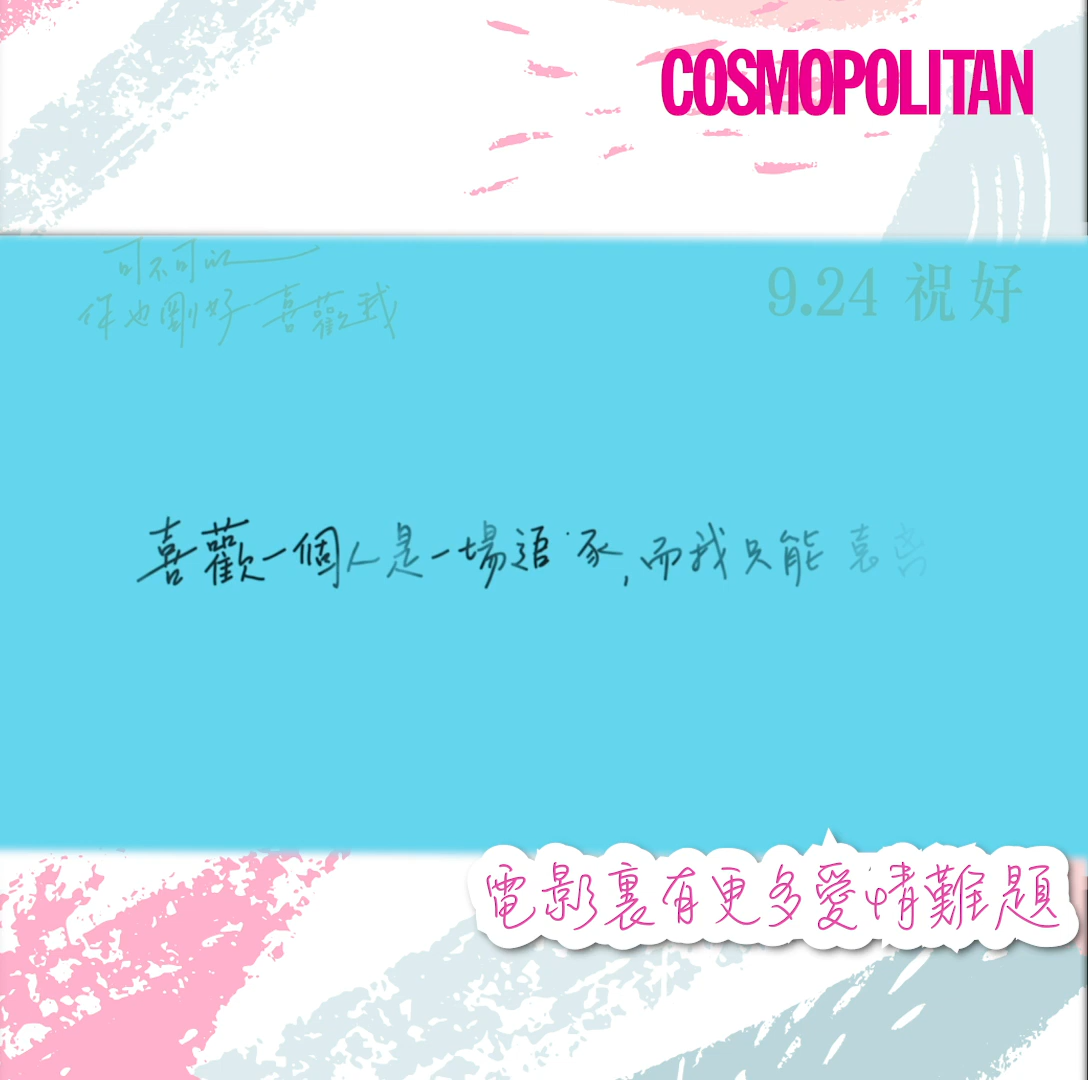 COSMOPOLITAN
可不可以
你也剛好喜歡我
9.24 祝好
喜歡一個人是一場追逐,而我只能喜
電影裏有更多愛情難題